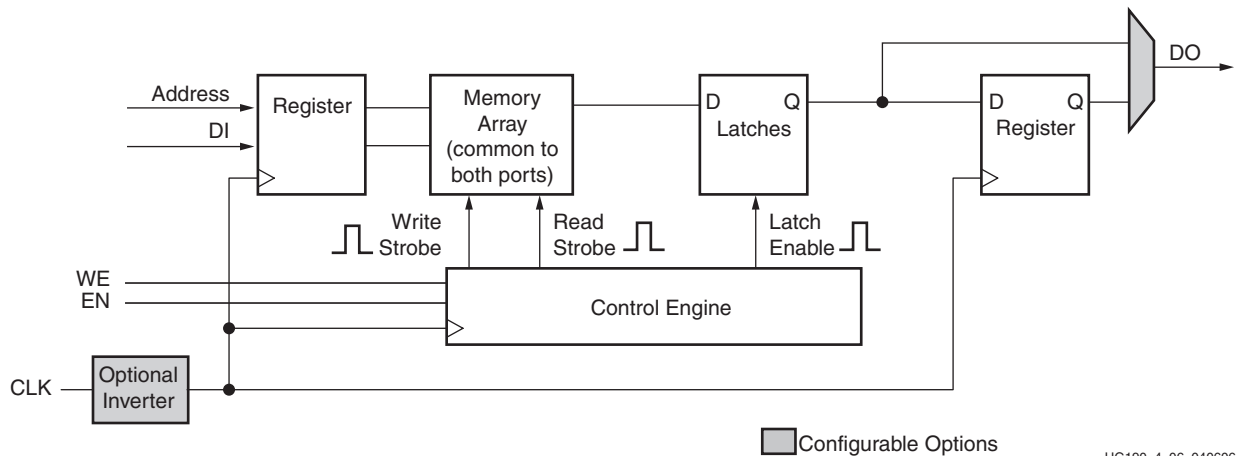 DO
Address
DI
Register
Memory
Array
(common to
both ports)
D Q
Latches
D Q
Register
Write
Strobe
Read
Strobe
Latch
Enable
WE
EN
Control Engine
CLK
Optional
Inverter
Configurable Options